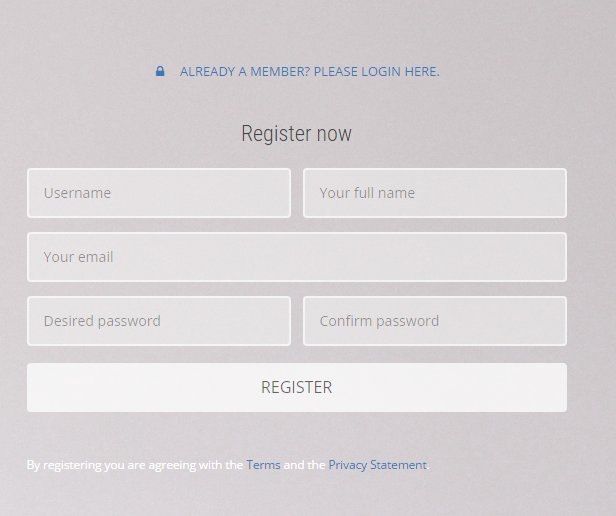 ALREADY A MEMBER? PLEASE LOGIN HERE.
Register now
Username
Your full name
Your email
Desired password
Confirm password
REGISTER
By registering you are agreeing with the Terms and the Privacy Statement.